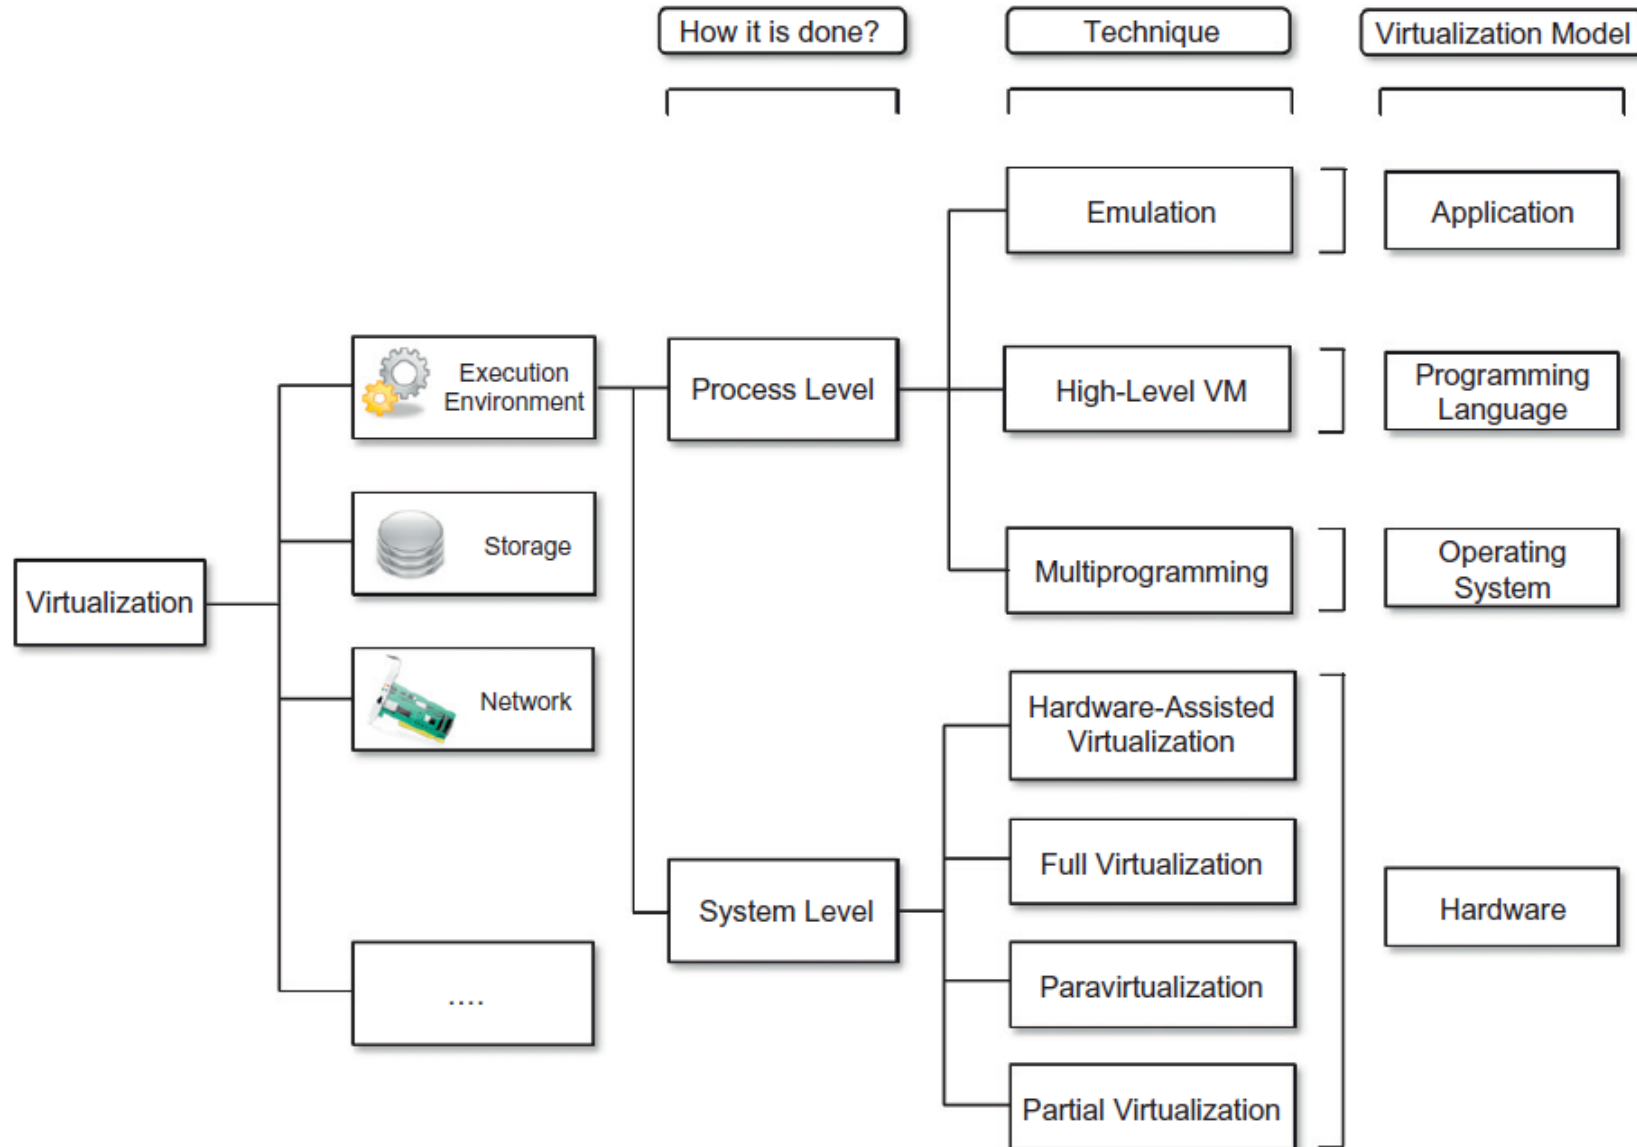 How it is done?
Technique
Virtualization Model
Emulation
Application
Execution
Environment
Process Level
High-Level VM
Programming
Language
Storage
Multiprogramming
Operating
System
Virtualization
Network
Hardware-Assisted
Virtualization
Full Virtualization
System Level
Hardware
....
Paravirtualization
Partial Virtualization